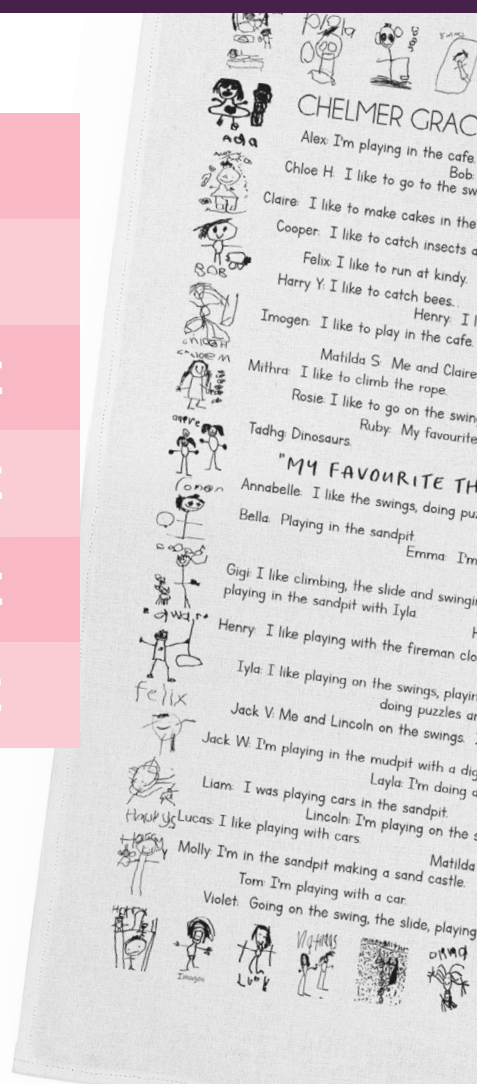 Paola
CHELMER GRAC
Alex: I'm playing in the cafe.
Bob:
Ada
Chloe H: I like to go to the sw
Claire: I like to make cakes in the
Cooper: I like to catch insects a
BOB
Felix: I like to run at kindy.
Harry Y: I like to catch bees..
Henry: I l
Imogen: I like to play in the cafe.
chloe H
chloe M
Matilda S: Me and Claire
Mithra: I like to climb the rope.
Rosie: I like to go on the swin
Ruby: My favourite
Tadhg: Dinosaurs.
"MY FAVOURITE TH
Annabelle: I like the swings, doing puz
Bella: Playing in the sandpit.
Emma: I'm
Gigi: I like climbing, the slide and swingi
playing in the sandpit with Iyla.
H
Henry: I like playing with the fireman clo
felix
Iyla: I like playing on the swings, playin
doing puzzles a
Jack V: Me and Lincoln on the swings.
Jack W: I'm playing in the mudpit with a dig
Layla: I'm doing a
Liam: I was playing cars in the sandpit.
Harry Y
Lincoln: I'm playing on the s
Lucas: I like playing with cars.
Matilda
Molly: I'm in the sandpit making a sand castle.
Tom: I'm playing with a car.
Violet: Going on the swing, the slide, playing
Imogen